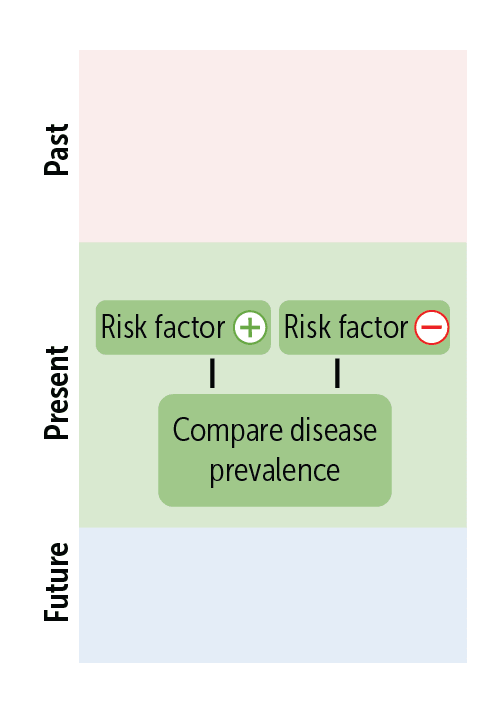 Past
Present
Risk factor +
Risk factor −
Compare disease
prevalence
Future